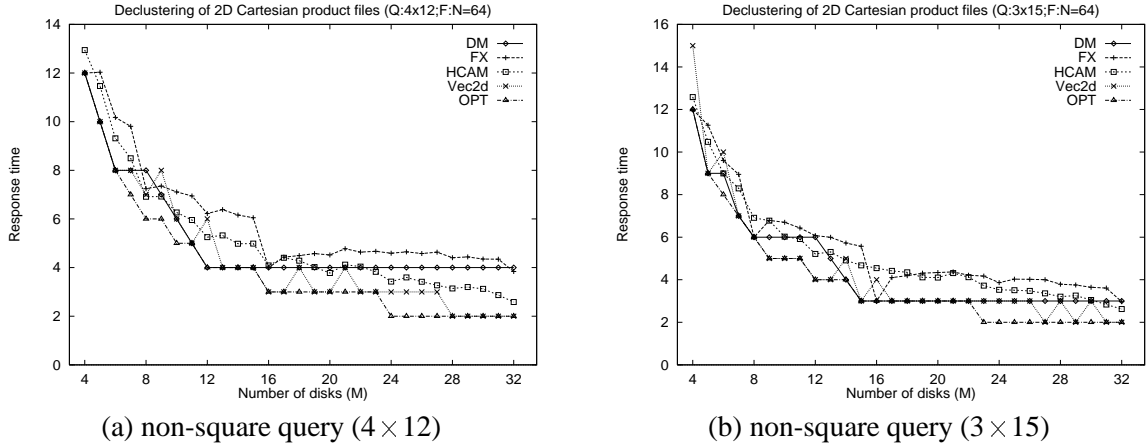 Declustering of 2D Cartesian product files (Q:4x12;F:N=64)
14
12
10
8
6
4
2
0
Response time
4 8 12 16 20 24 28 32
Number of disks (M)
DM
FX
HCAM
Vec2d
OPT
(a) non-square query (4×12)
Declustering of 2D Cartesian product files (Q:3x15;F:N=64)
16
14
12
10
8
6
4
2
0
Response time
4 8 12 16 20 24 28 32
Number of disks (M)
DM
FX
HCAM
Vec2d
OPT
(b) non-square query (3×15)